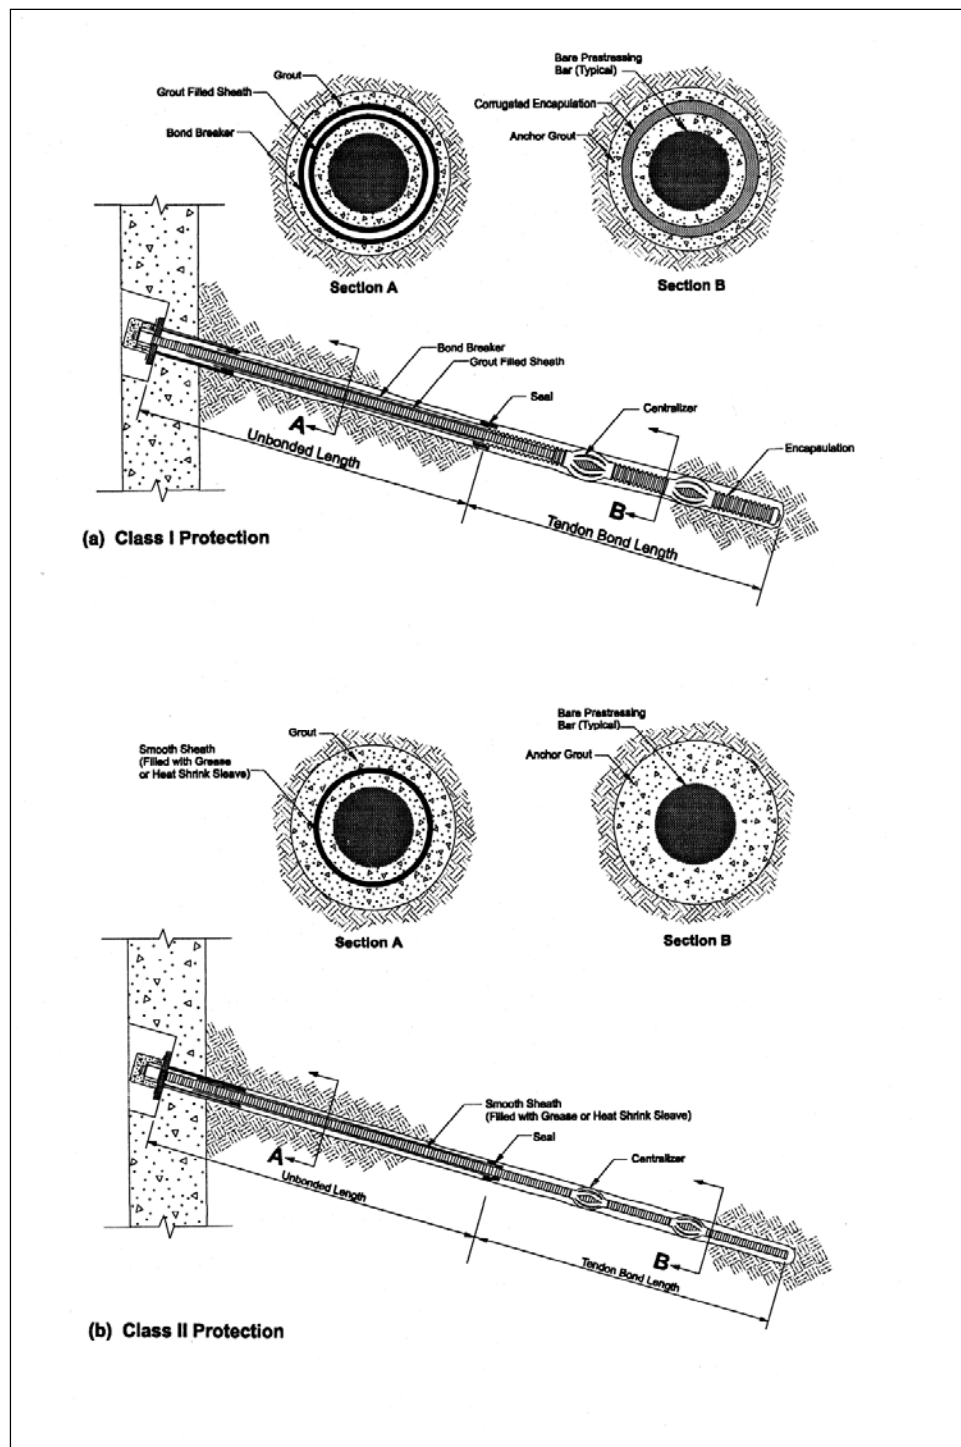 Grout
Grout Filled Sheath
Bond Breaker
Bare Prestressing
Bar (Typical)
Corrugated Encapsulation
Anchor Grout
Section A
Section B
Bond Breaker
Grout Filled Sheath
Seal
Centralizer
Encapsulation
A
Unbonded Length
B
Tendon Bond Length
(a) Class I Protection
Grout
Smooth Sheath
(Filled with Grease
or Heat Shrink Sleave)
Bare Prestressing
Bar (Typical)
Anchor Grout
Section A
Section B
Smooth Sheath
(Filled with Grease or Heat Shrink Sleave)
Seal
Centralizer
A
Unbonded Length
B
Tendon Bond Length
(b) Class II Protection